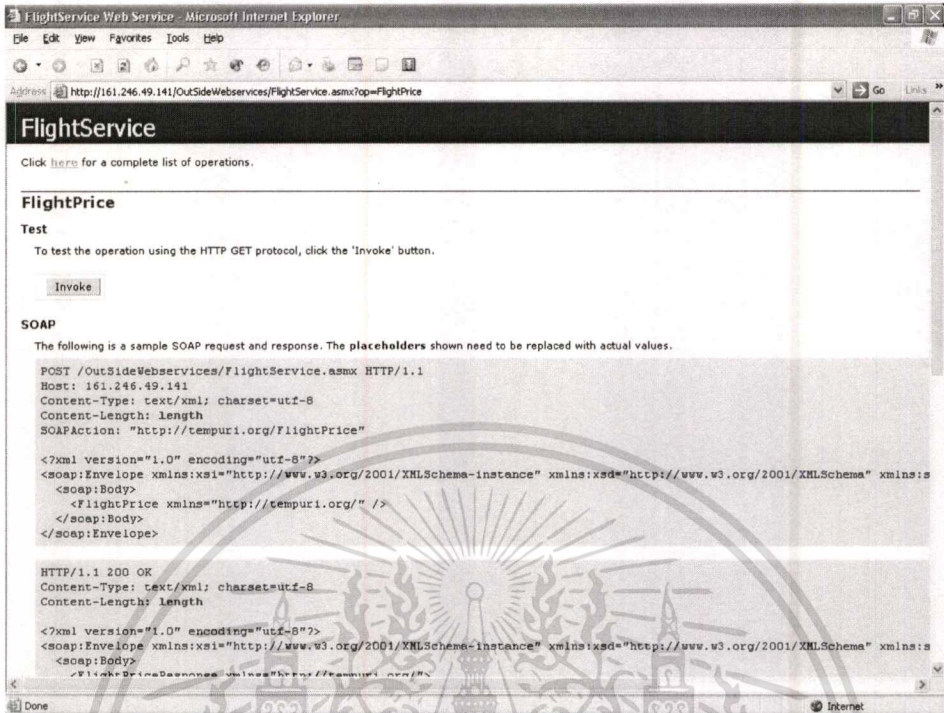 FlightService Web Service - Microsoft Internet Explorer
File Edit View Favorites Tools Help
Address http://161.246.49.141/OutSideWebservices/FlightService.asmx?op=FlightPrice Go Links »
FlightService
Click here for a complete list of operations.
FlightPrice
Test
To test the operation using the HTTP GET protocol, click the 'Invoke' button.
Invoke
SOAP
The following is a sample SOAP request and response. The placeholders shown need to be replaced with actual values.
POST /OutSideWebservices/FlightService.asmx HTTP/1.1
Host: 161.246.49.141
Content-Type: text/xml; charset=utf-8
Content-Length: length
SOAPAction: "http://tempuri.org/FlightPrice"
<?xml version="1.0" encoding="utf-8"?>
<soap:Envelope xmlns:xsi="http://www.w3.org/2001/XMLSchema-instance" xmlns:xsd="http://www.w3.org/2001/XMLSchema" xmlns:s
<soap:Body>
<FlightPrice xmlns="http://tempuri.org/" />
</soap:Body>
</soap:Envelope>
HTTP/1.1 200 OK
Content-Type: text/xml; charset=utf-8
Content-Length: length
<?xml version="1.0" encoding="utf-8"?>
<soap:Envelope xmlns:xsi="http://www.w3.org/2001/XMLSchema-instance" xmlns:xsd="http://www.w3.org/2001/XMLSchema" xmlns:s
<soap:Body>
<FlightPriceResponse xmlns="http://tempuri.org/">
Done Internet